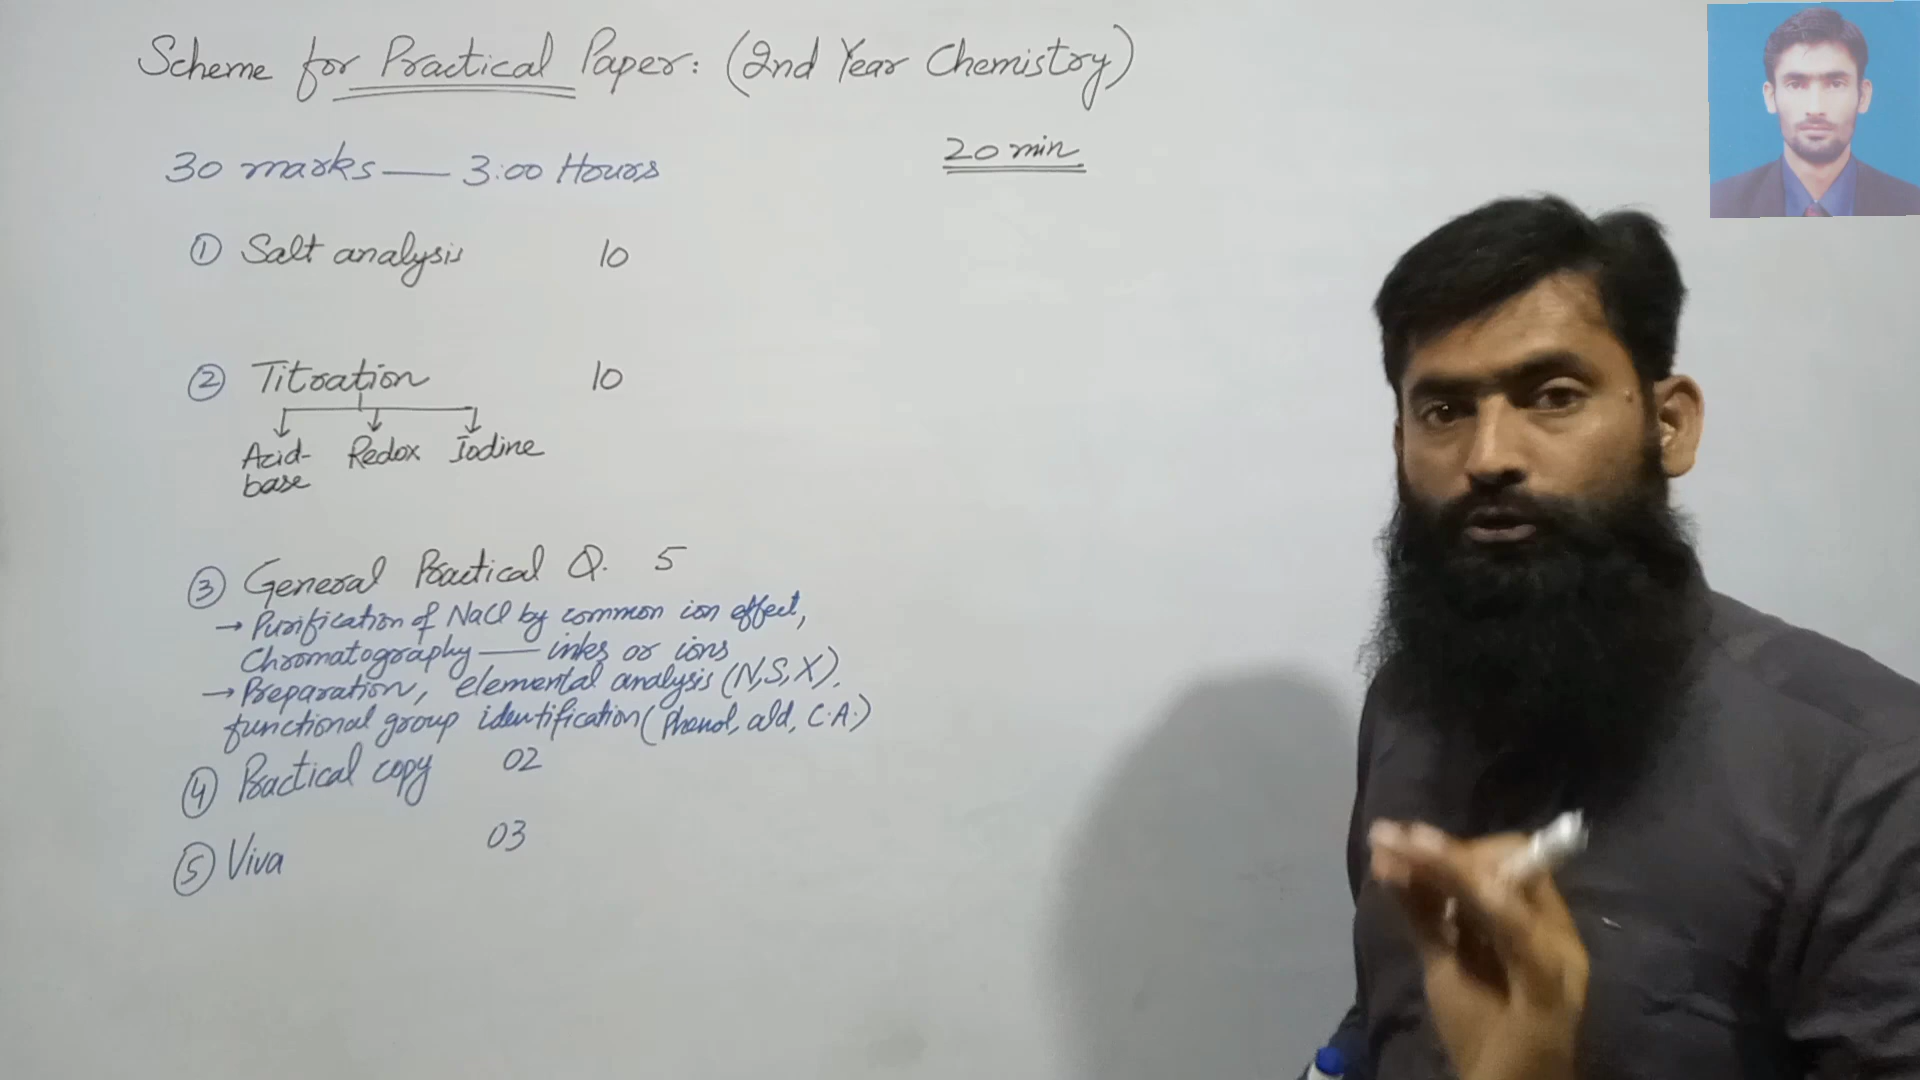 Scheme for Practical Paper: (2nd Year Chemistry)
30 marks — 3:00 Hours
20 min
① Salt analysis 10
② Titration 10
Acid- Redox Iodine
base
③ General Practical Q. 5
→ Purification of NaCl by common ion effect,
Chromatography — inks or ions
→ Preparation, elemental analysis (N,S,X).
functional group identification (Phenol, ald, C.A.)
④ Practical copy 02
⑤ Viva 03